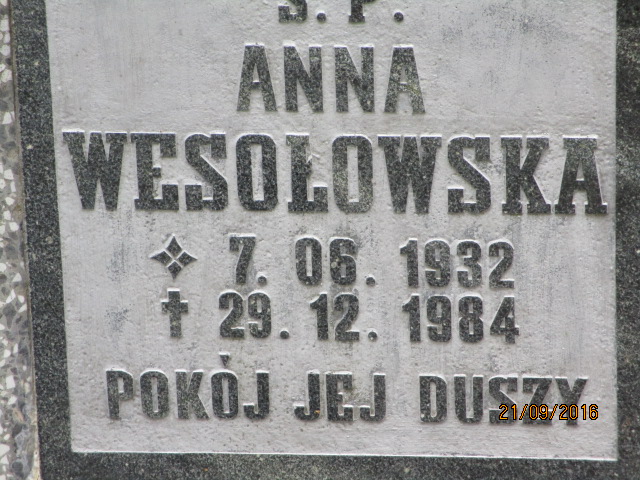 Ś. P.
ANNA
WESOŁOWSKA
7. 06. 1932
† 29. 12. 1984
POKÓJ JEJ DUSZY
21/09/2016